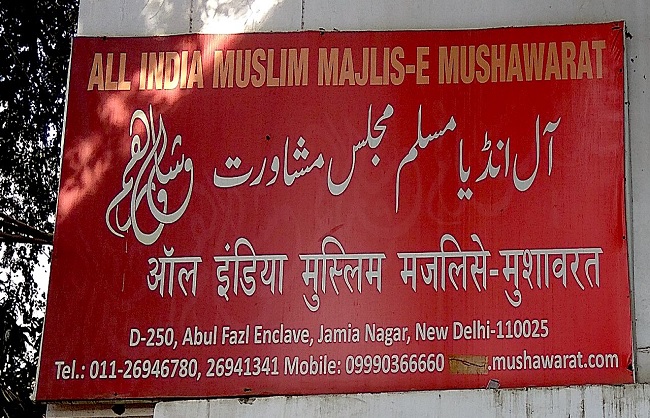 ALL INDIA MUSLIM MAJLIS-E MUSHAWARAT
آل انڈیا مسلم مجلس مشاورت
وشاورهم
ऑल इंडिया मुस्लिम मजलिसे-मुशावरत
D-250, Abul Fazl Enclave, Jamia Nagar, New Delhi-110025
Tel.: 011-26946780, 26941341 Mobile: 09990366660 .mushawarat.com